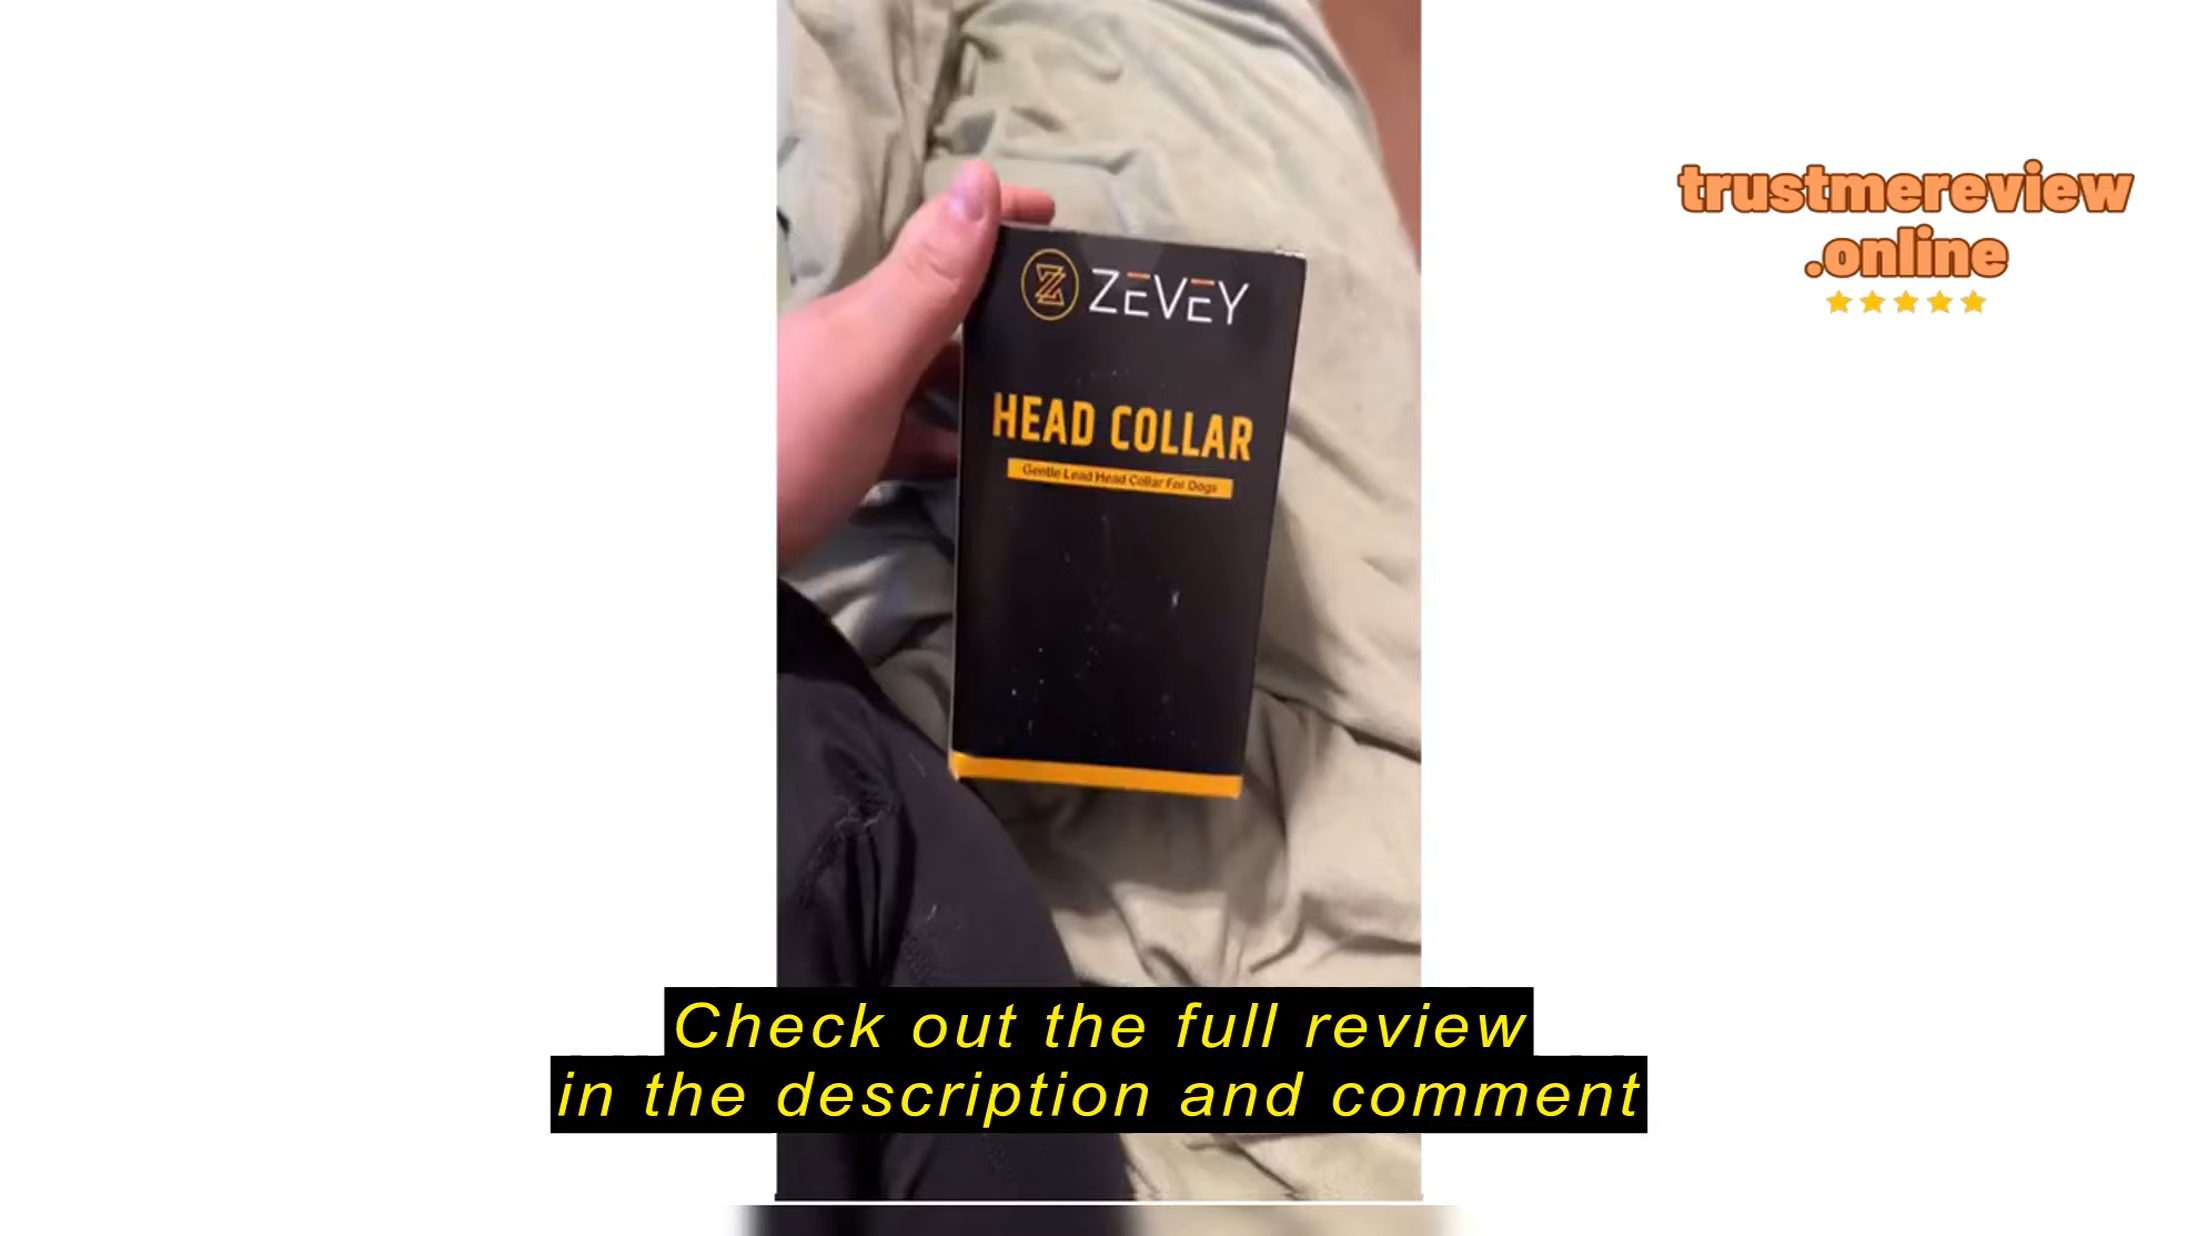 trustmereview
.online
ZEVEY
HEAD COLLAR
Gentle Lead Head Collar For Dogs
Check out the full review
in the description and comment